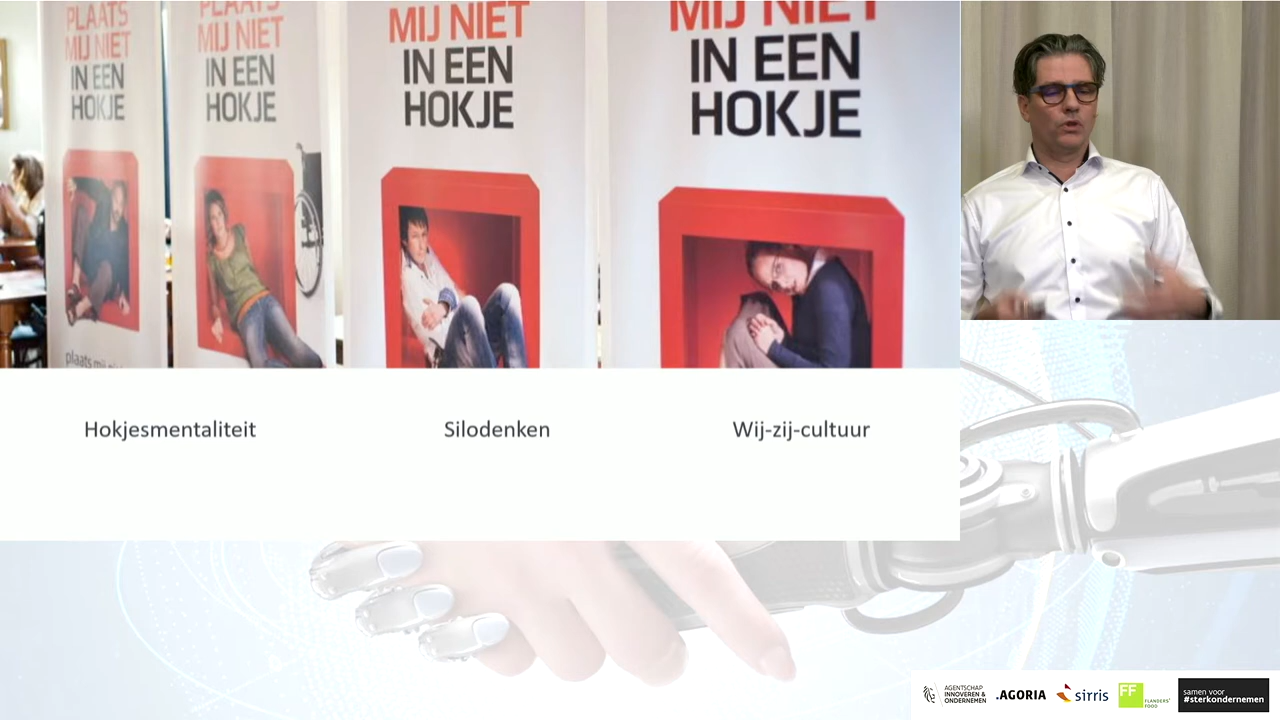 PLAATS
MIJ NIET
IN EEN
HOKJE
PLAATS
MIJ NIET
IN EEN
HOKJE
MIJ NIET
IN EEN
HOKJE
MIJ NIET
IN EEN
HOKJE
plaats mij
Hokjesmentaliteit
Silodenken
Wij-zij-cultuur
AGENTSCHAP
INNOVEREN &
ONDERNEMEN
.AGORIA
sirris
FF
FLANDERS'
FOOD
samen voor
#sterkondernemen